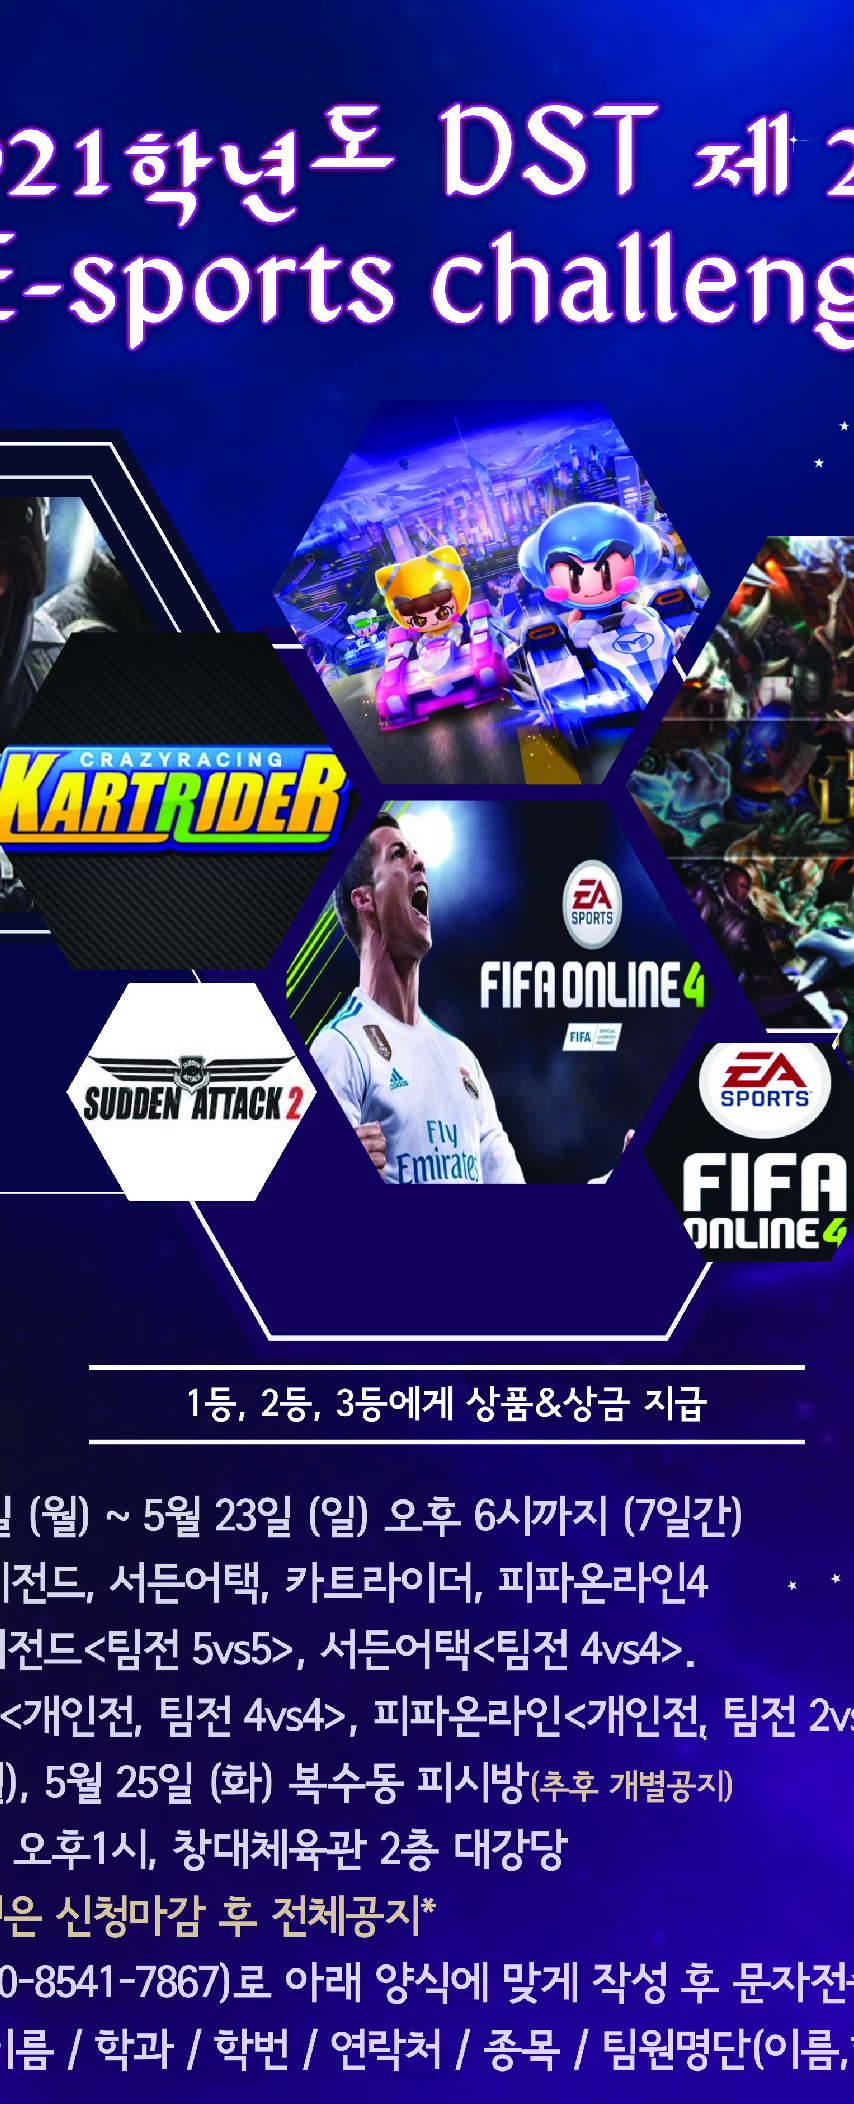 021학년도 DST 제 2
E-sports challeng
CRAZYRACING
KARTRIDER
EA
SPORTS
FIFA ONLINE 4
FIFA OFFICIAL LICENSED PRODUCT
SUDDEN ATTACK
SUDDEN ATTACK 2
Fly
Emirates
EA
SPORTS
FIFA
ONLINE 4
1등, 2등, 3등에게 상품&상금 지급
일 (월) ~ 5월 23일 (일) 오후 6시까지 (7일간)
전드, 서든어택, 카트라이더, 피파온라인4
전드<팀전 5vs5>, 서든어택<팀전 4vs4>.
<개인전, 팀전 4vs4>, 피파온라인<개인전, 팀전 2vs
), 5월 25일 (화) 복수동 피시방(추후 개별공지)
오후1시, 창대체육관 2층 대강당
은 신청마감 후 전체공지*
0-8541-7867)로 아래 양식에 맞게 작성 후 문자전
이름 / 학과 / 학번 / 연락처 / 종목 / 팀원명단(이름,